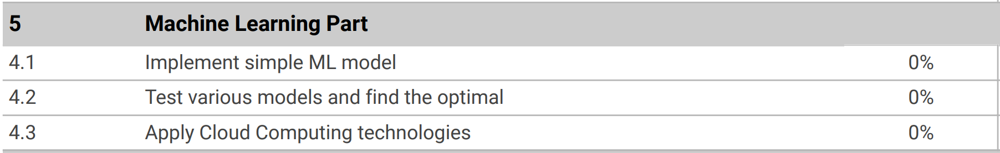 5 Machine Learning Part
4.1 Implement simple ML model 0%
4.2 Test various models and find the optimal 0%
4.3 Apply Cloud Computing technologies 0%